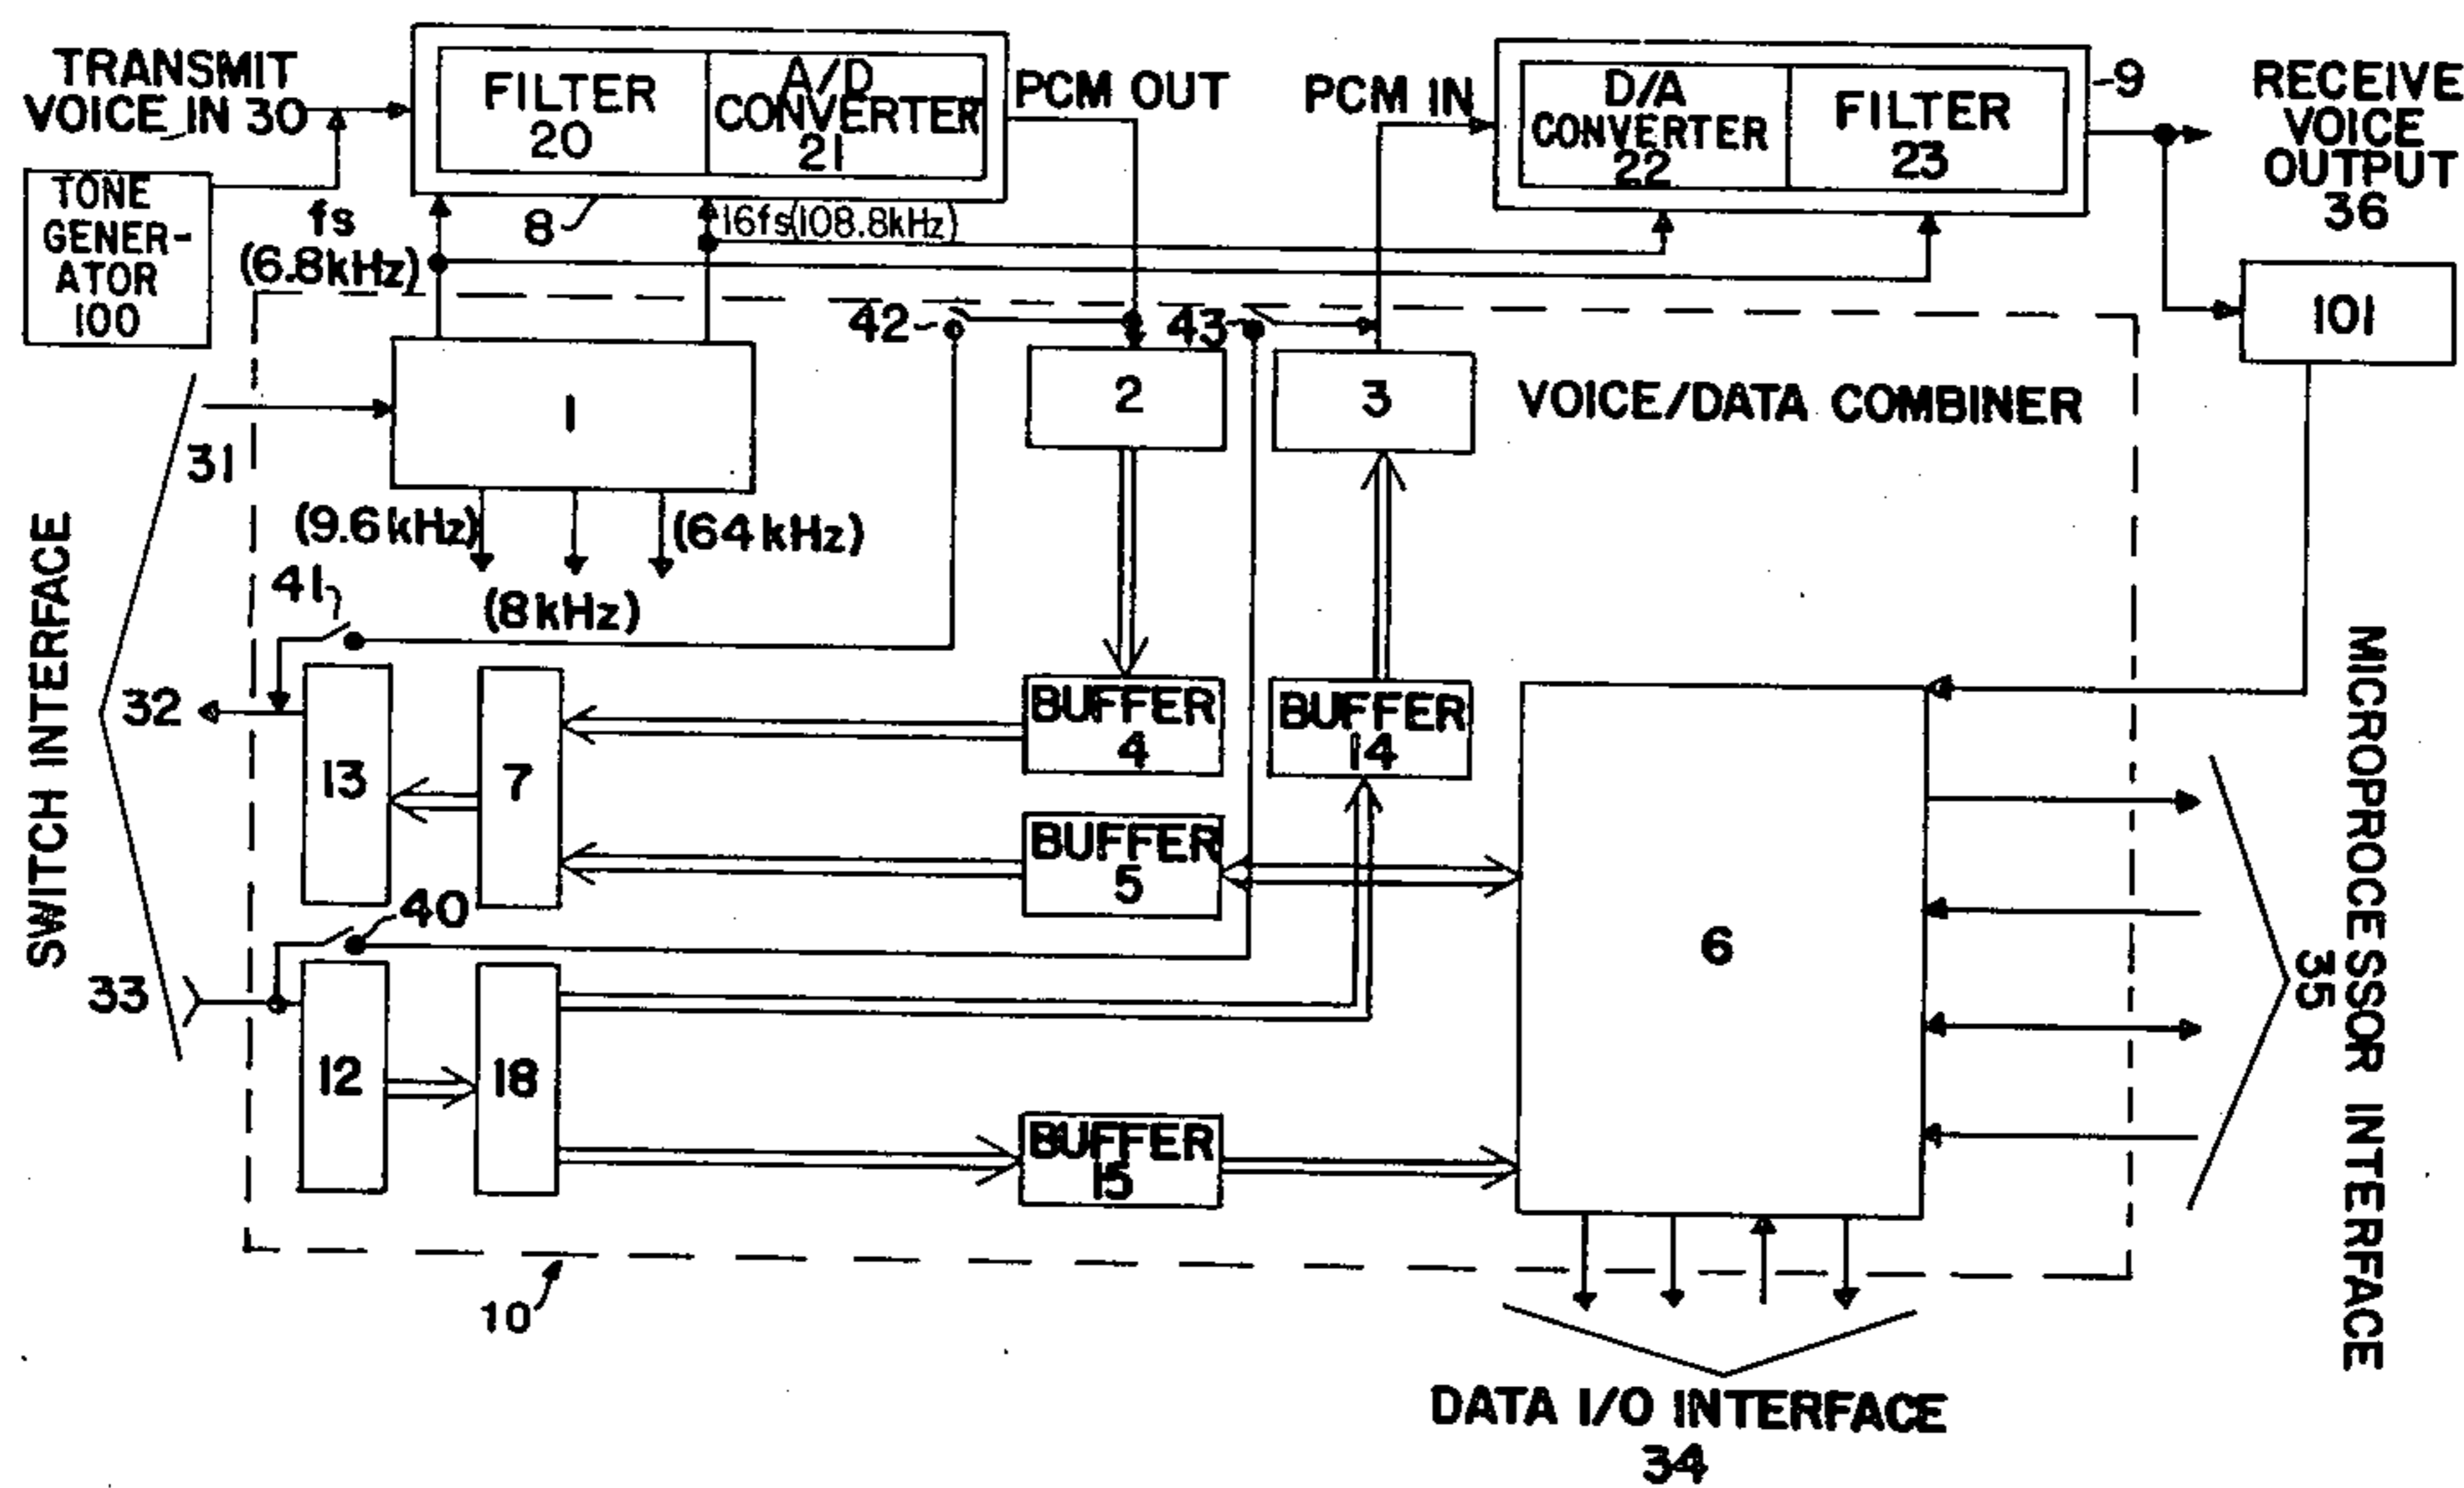 TRANSMIT
VOICE IN 30
FILTER
20
A/D
CONVERTER
21
PCM OUT
PCM IN
D/A
CONVERTER
22
FILTER
23
9
RECEIVE
VOICE
OUTPUT
36
TONE
GENER-
ATOR
100
fs
(6.8kHz)
8
16fs(108.8kHz)
42
43
101
1
2
3
VOICE/DATA COMBINER
31
(9.6kHz)
(64kHz)
(8kHz)
41
SWITCH INTERFACE
32
13
7
BUFFER
4
BUFFER
14
BUFFER
5
40
6
33
12
18
BUFFER
15
MICROPROCESSOR INTERFACE
35
10
DATA I/O INTERFACE
34